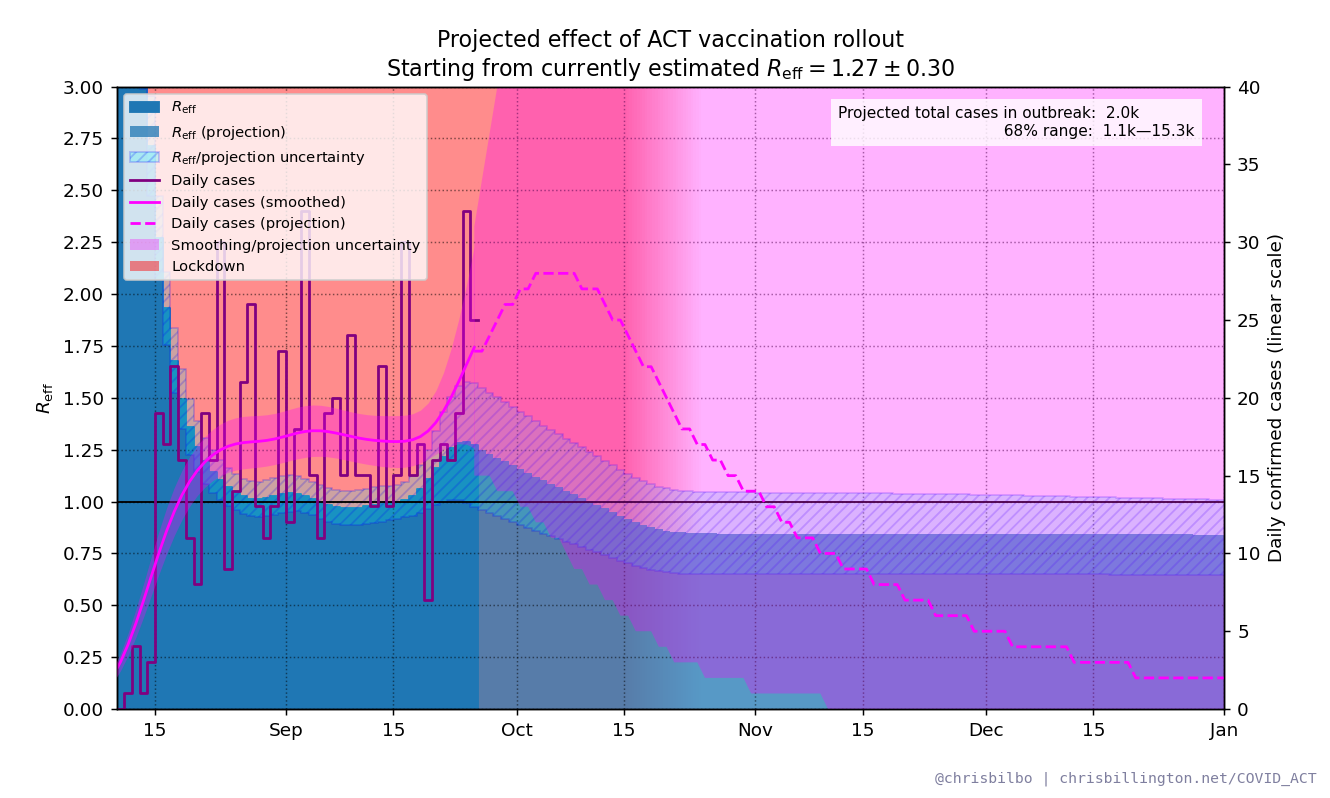 Projected effect of ACT vaccination rollout
Starting from currently estimated R_eff = 1.27 ± 0.30
3.00
2.75
2.50
2.25
2.00
1.75
1.50
1.25
1.00
0.75
0.50
0.25
0.00
R_eff
R_eff
R_eff (projection)
R_eff/projection uncertainty
Daily cases
Daily cases (smoothed)
Daily cases (projection)
Smoothing/projection uncertainty
Lockdown
Projected total cases in outbreak: 2.0k
68% range: 1.1k—15.3k
40
35
30
25
20
15
10
5
0
Daily confirmed cases (linear scale)
15 Sep 15 Oct 15 Nov 15 Dec 15 Jan
@chrisbilbo | chrisbillington.net/COVID_ACT